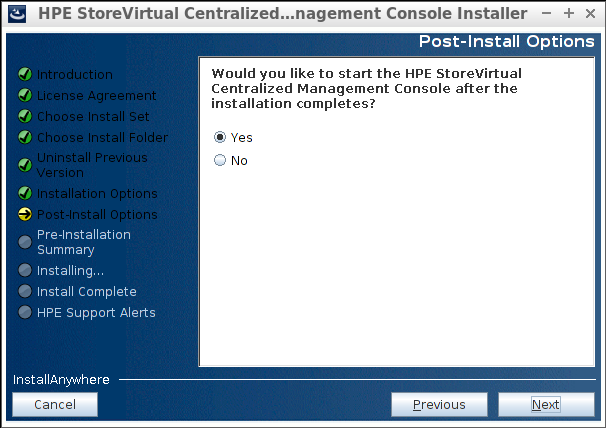 HPE StoreVirtual Centralized...nagement Console Installer
Post-Install Options
Introduction
License Agreement
Choose Install Set
Choose Install Folder
Uninstall Previous
Version
Installation Options
Post-Install Options
Pre-Installation
Summary
Installing...
Install Complete
HPE Support Alerts
Would you like to start the HPE StoreVirtual
Centralized Management Console after the
installation completes?
Yes
No
InstallAnywhere
Cancel
Previous
Next